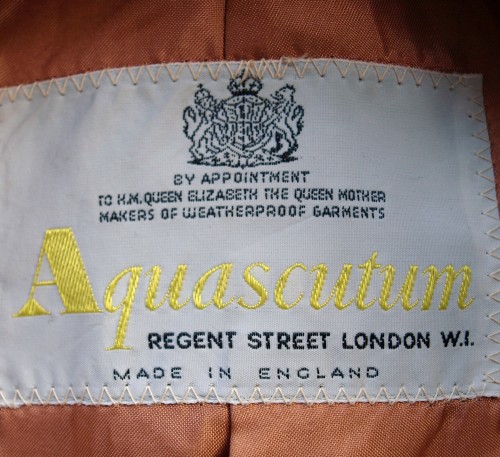 BY APPOINTMENT
TO H.M. QUEEN ELIZABETH THE QUEEN MOTHER
MAKERS OF WEATHERPROOF GARMENTS
Aquascutum
REGENT STREET LONDON W.I.
MADE IN ENGLAND